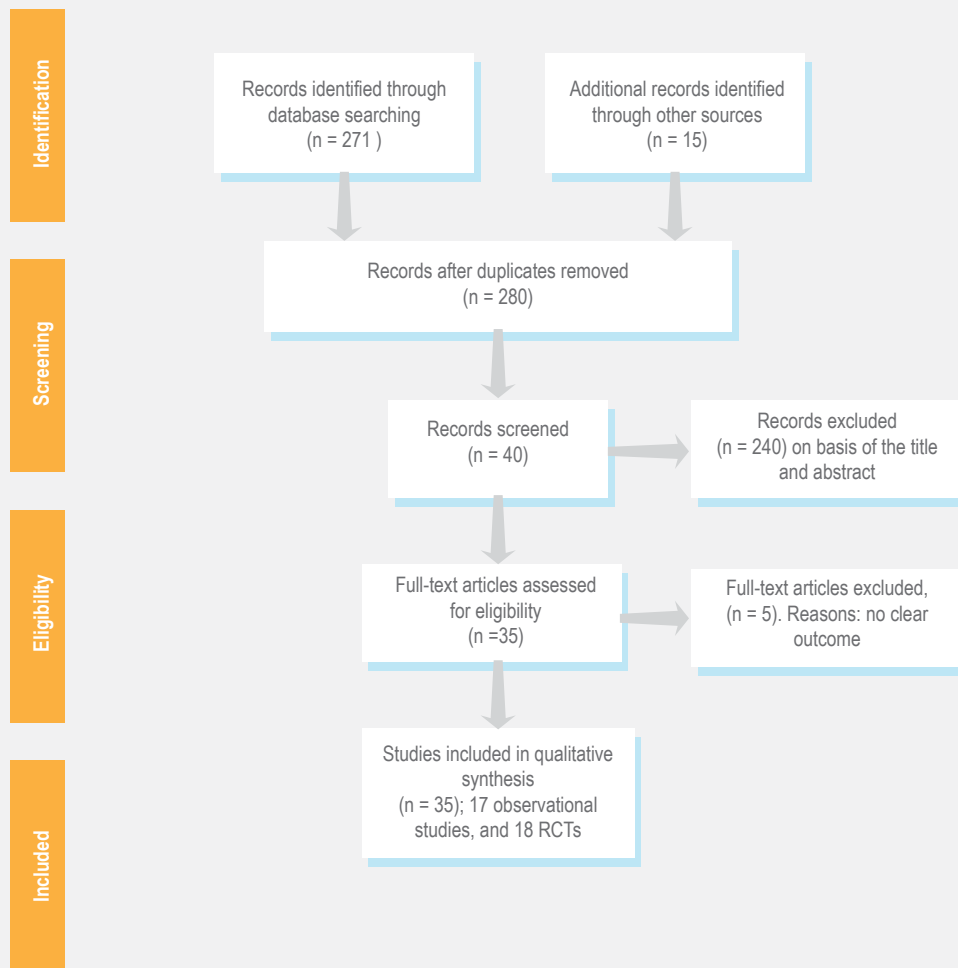 Identification
Records identified through
database searching
(n = 271 )
Additional records identified
through other sources
(n = 15)
Screening
Records after duplicates removed
(n = 280)
Records screened
(n = 40)
Records excluded
(n = 240) on basis of the title
and abstract
Eligibility
Full-text articles assessed
for eligibility
(n =35)
Full-text articles excluded,
(n = 5). Reasons: no clear
outcome
Included
Studies included in qualitative
synthesis
(n = 35); 17 observational
studies, and 18 RCTs